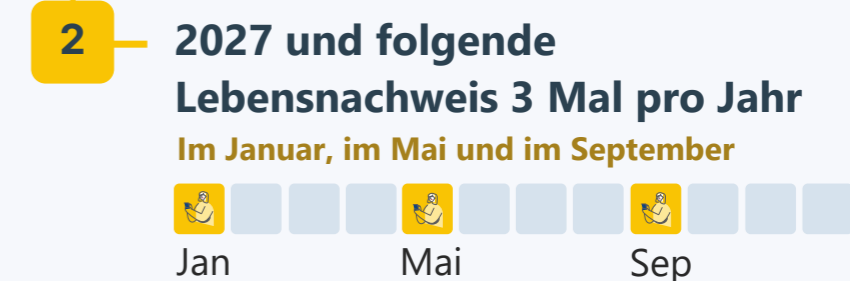 2
2027 und folgende
Lebensnachweis 3 Mal pro Jahr
Im Januar, im Mai und im September
Jan Mai Sep